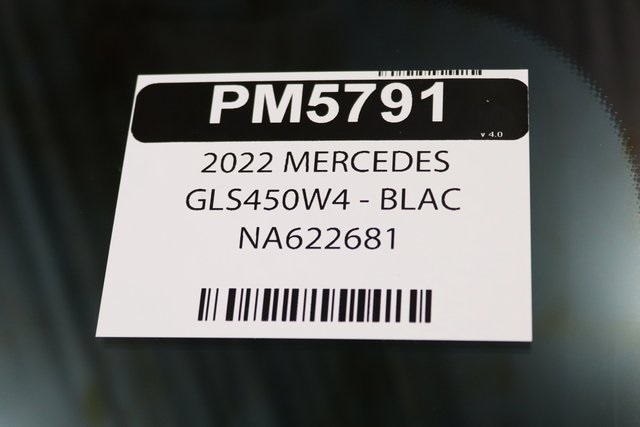 PM5791
v 4.0
2022 MERCEDES
GLS450W4 - BLAC
NA622681